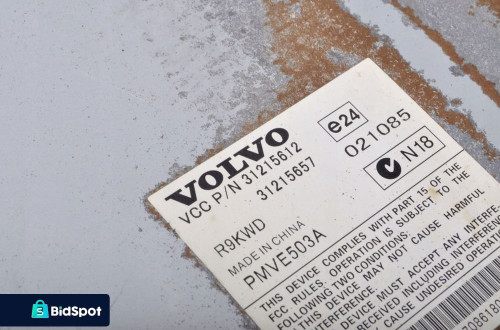 VOLVO
VCC P/N 31215612
31215657
e24
021085
N18
R9KWD
MADE IN CHINA
PMVE503A
THIS DEVICE COMPLIES WITH PART 15 OF THE
FCC RULES. OPERATION IS SUBJECT TO THE
FOLLOWING TWO CONDITIONS:
THIS DEVICE MAY NOT CAUSE HARMFUL
INTERFERENCE.
THIS DEVICE MUST ACCEPT ANY INTERFE-
RECEIVED INCLUDING INTERFERENC
CAUSE UNDESIRED OPERATI
BidSpot